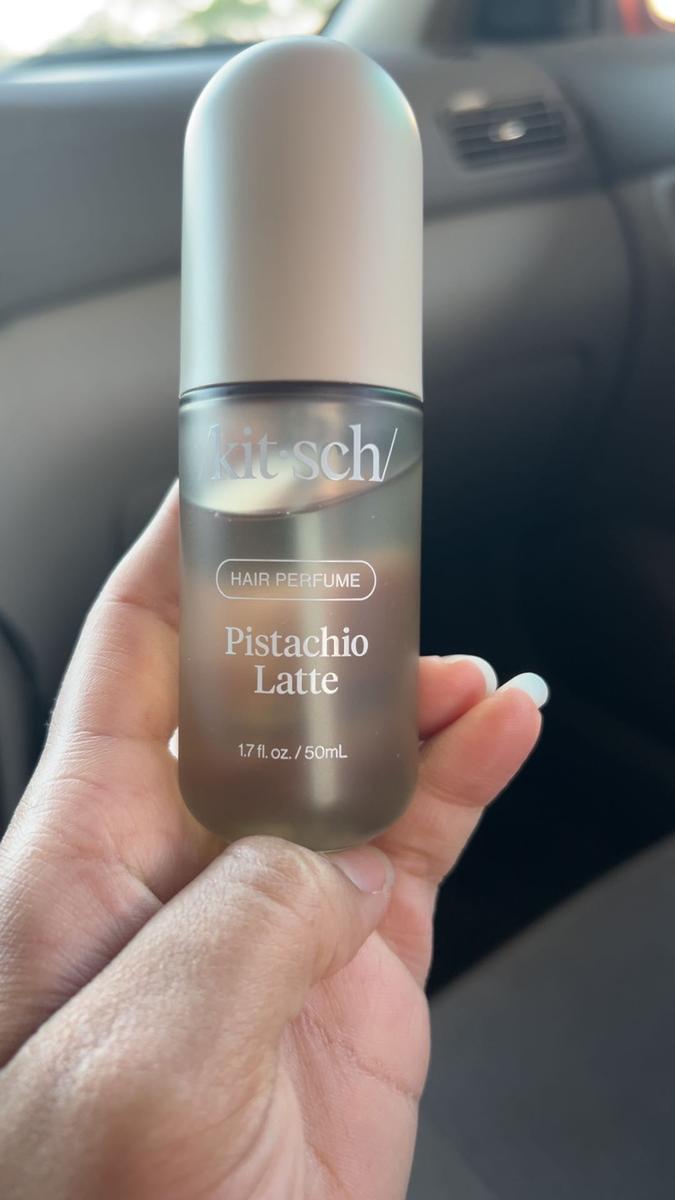 /kit·sch/
HAIR PERFUME
Pistachio
Latte
1.7 fl. oz. / 50mL